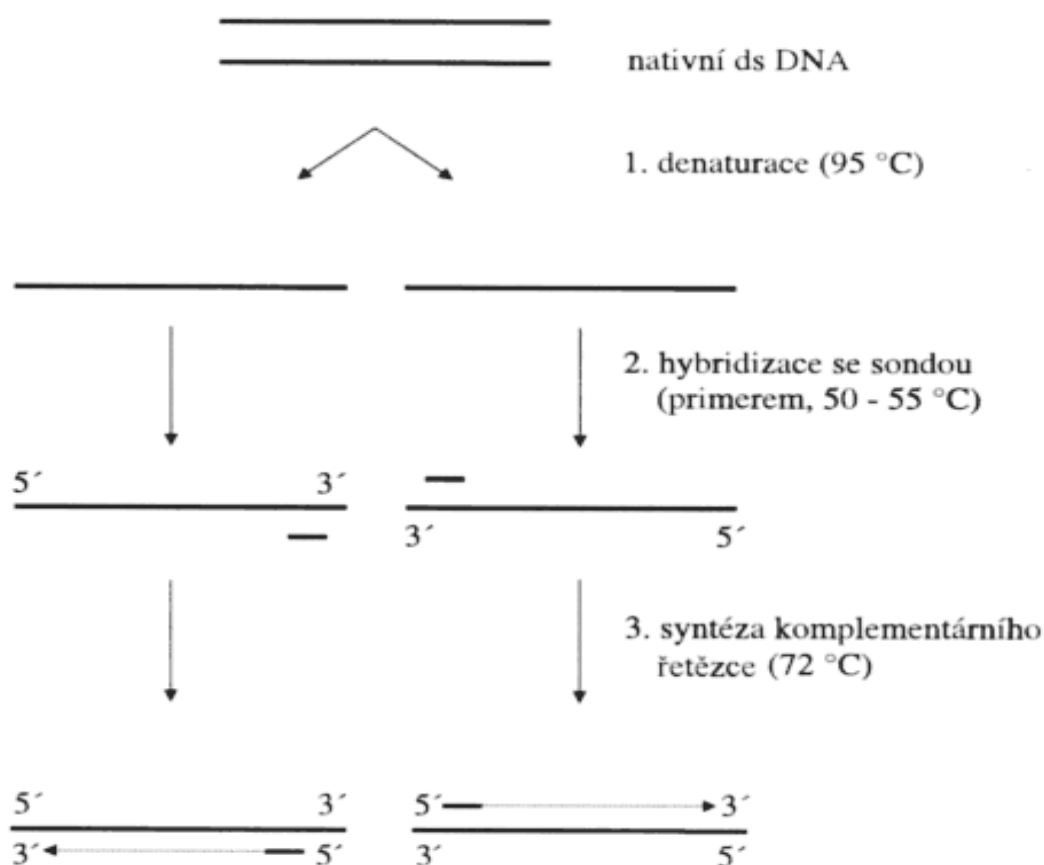 nativní ds DNA
1. denaturace (95 °C)
2. hybridizace se sondou
(primerem, 50 - 55 °C)
5´ 3´
3´ 5´
3. syntéza komplementárního
řetězce (72 °C)
5´ 3´ 5´ 3´
3´ 5´ 3´ 5´